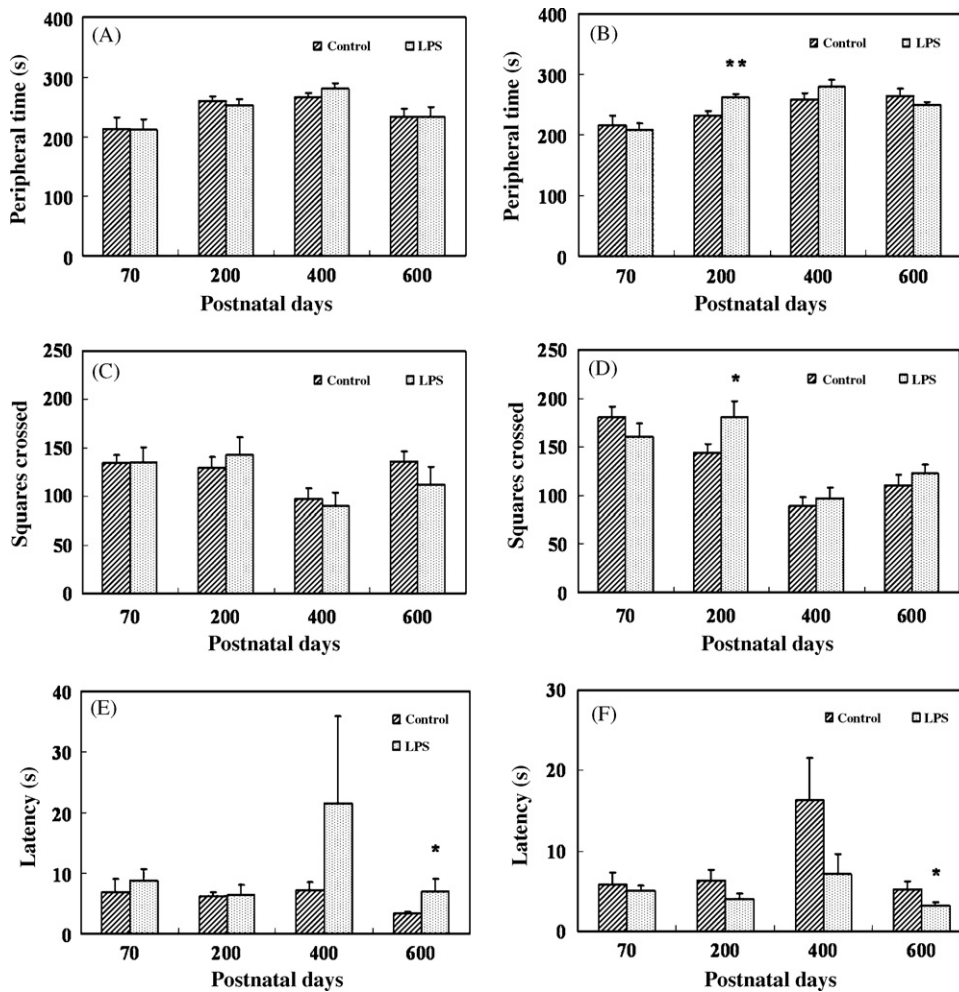 (A)
Control LPS
Peripheral time (s)
400
300
200
100
0
70 200 400 600
Postnatal days
(B)
Control LPS
**
Peripheral time (s)
400
300
200
100
0
70 200 400 600
Postnatal days
(C)
Control LPS
Squares crossed
250
200
150
100
50
0
70 200 400 600
Postnatal days
(D)
Control LPS
*
Squares crossed
250
200
150
100
50
0
70 200 400 600
Postnatal days
(E)
Control
LPS
*
Latency (s)
40
30
20
10
0
70 200 400 600
Postnatal days
(F)
Control LPS
*
Latency (s)
30
20
10
0
70 200 400 600
Postnatal days